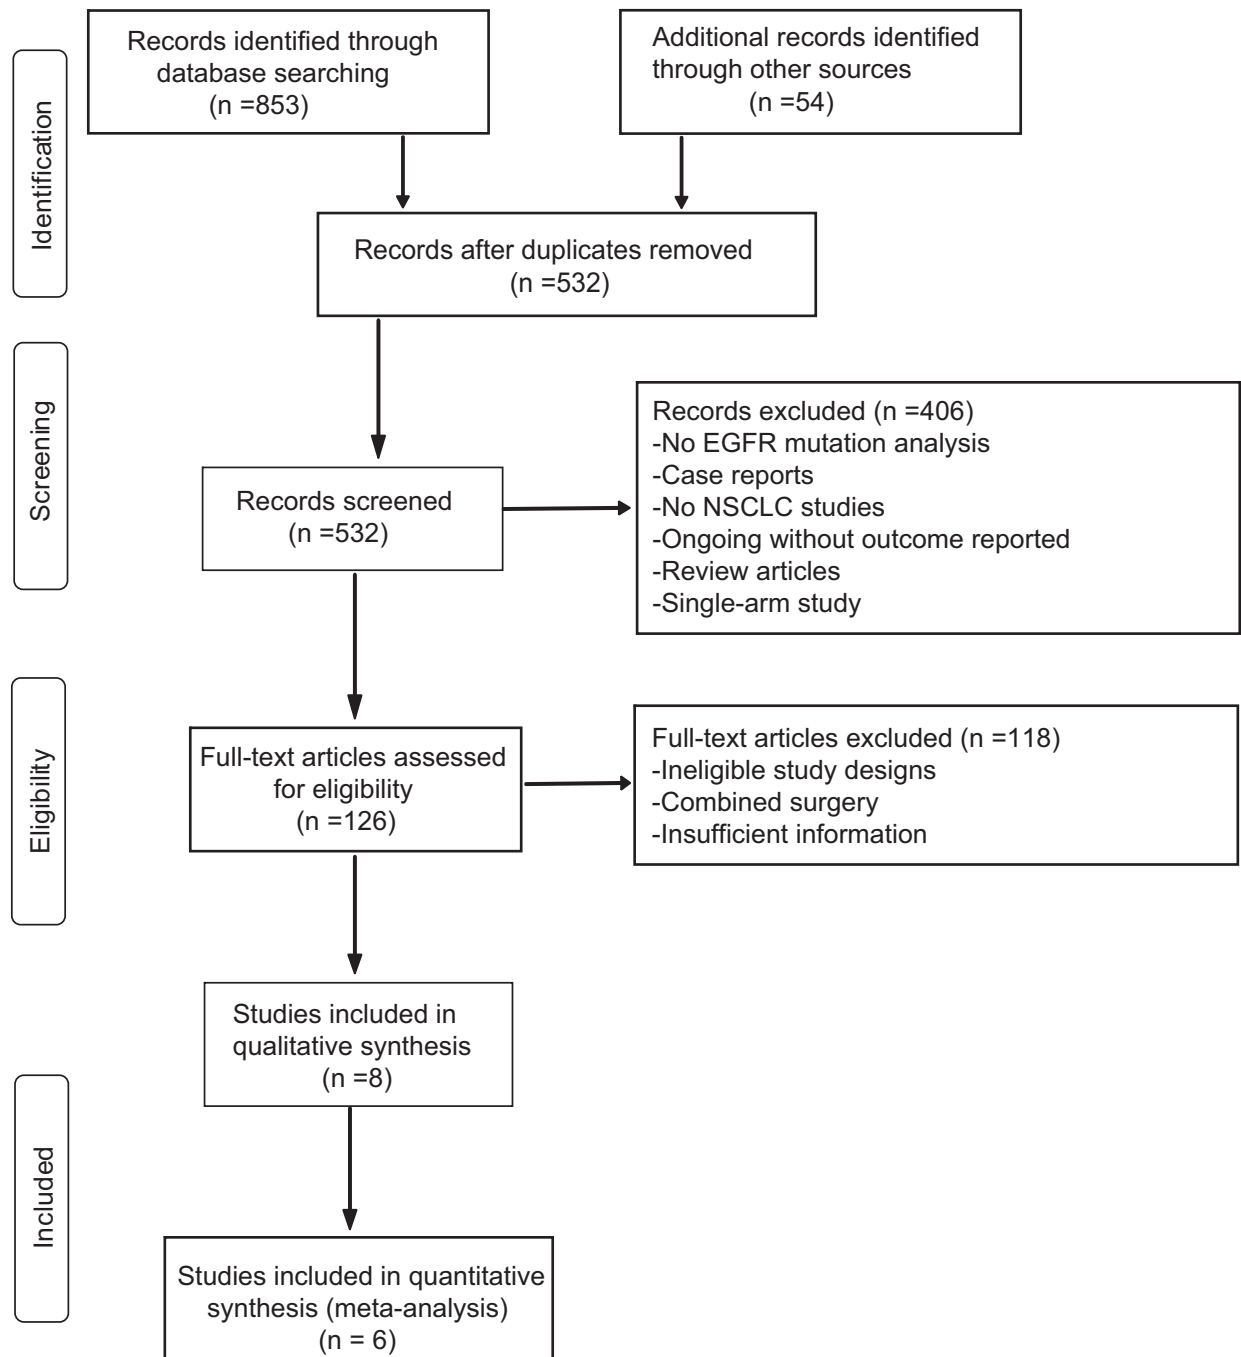 Identification
Records identified through
database searching
(n =853)
Additional records identified
through other sources
(n =54)
Records after duplicates removed
(n =532)
Screening
Records screened
(n =532)
Records excluded (n =406)
-No EGFR mutation analysis
-Case reports
-No NSCLC studies
-Ongoing without outcome reported
-Review articles
-Single-arm study
Eligibility
Full-text articles assessed
for eligibility
(n =126)
Full-text articles excluded (n =118)
-Ineligible study designs
-Combined surgery
-Insufficient information
Included
Studies included in
qualitative synthesis
(n =8)
Studies included in quantitative
synthesis (meta-analysis)
(n = 6)